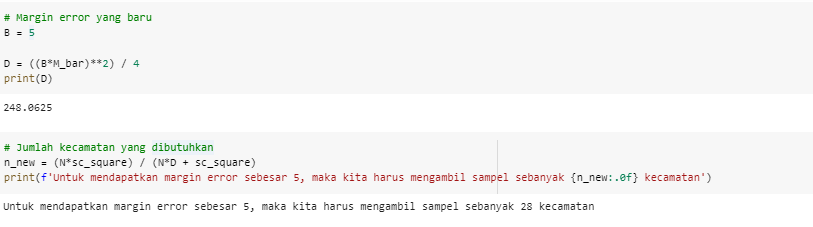 # Margin error yang baru
B = 5
D = ((B*M_bar)**2) / 4
print(D)
248.0625
# Jumlah kecamatan yang dibutuhkan
n_new = (N*sc_square) / (N*D + sc_square)
print(f'Untuk mendapatkan margin error sebesar 5, maka kita harus mengambil sampel sebanyak {n_new:.0f} kecamatan')
Untuk mendapatkan margin error sebesar 5, maka kita harus mengambil sampel sebanyak 28 kecamatan